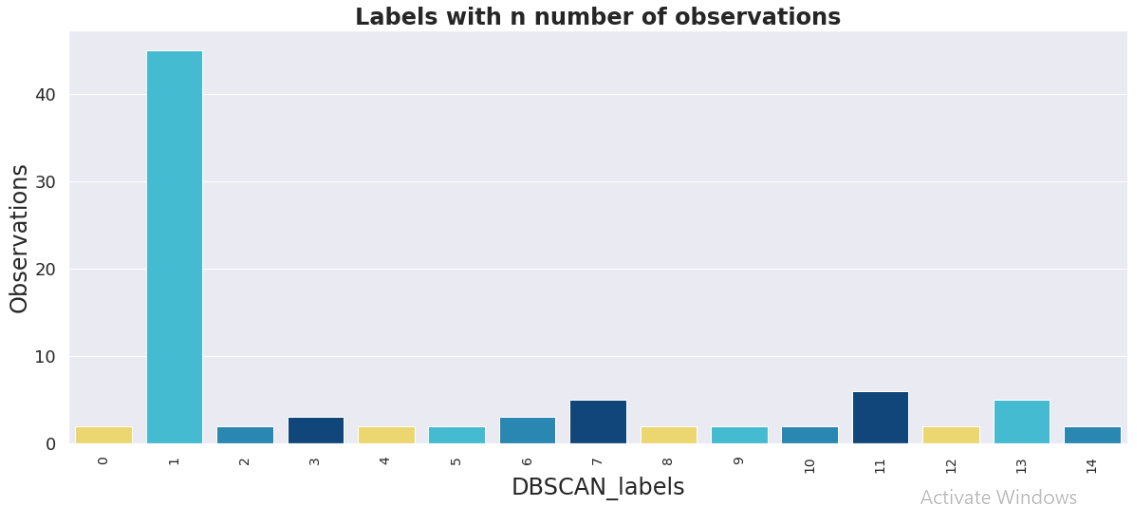 Labels with n number of observations
Observations
40
30
20
10
0
0 1 2 3 4 5 6 7 8 9 10 11 12 13 14
DBSCAN_labels
Activate Windows